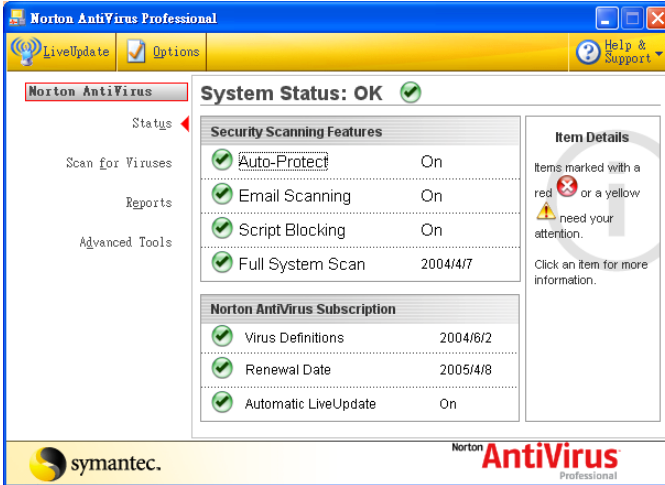 Norton AntiVirus Professional
LiveUpdate
Options
Help &
Support
Norton AntiVirus
Status
Scan for Viruses
Reports
Advanced Tools
System Status: OK
Security Scanning Features
Auto-Protect On
Email Scanning On
Script Blocking On
Full System Scan 2004/4/7
Norton AntiVirus Subscription
Virus Definitions 2004/6/2
Renewal Date 2005/4/8
Automatic LiveUpdate On
Item Details
Items marked with a
red or a yellow
need your
attention.
Click an item for more
information.
symantec.
Norton AntiVirus
Professional